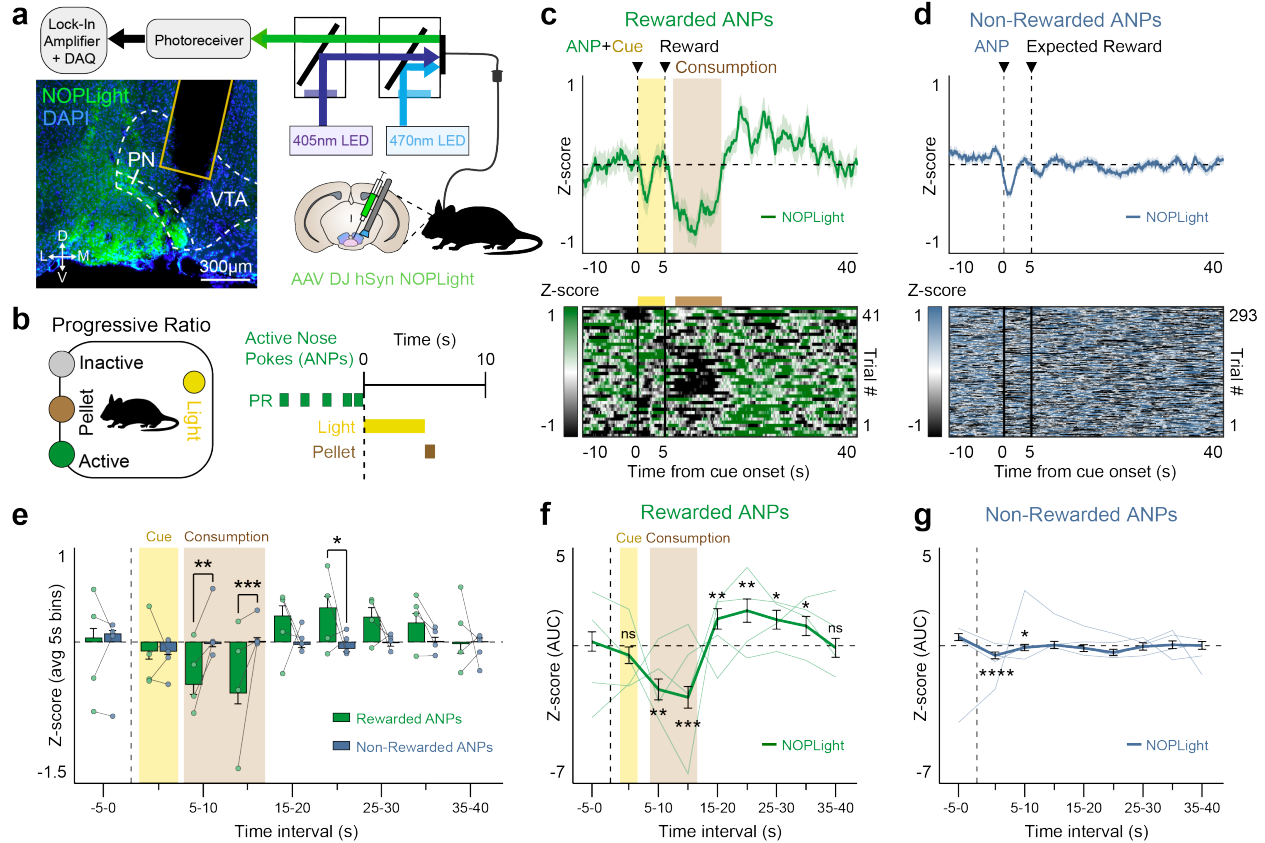 a
Lock-In
Amplifier
+ DAQ
Photoreceiver
405nm LED
470nm LED
NOPLight
DAPI
PN
VTA
D
L
M
V
300µm
AAV DJ hSyn NOPLight
b
Progressive Ratio
Inactive
Pellet
Active
Light
Active Nose
Pokes (ANPs)
Time (s)
0
10
PR
Light
Pellet
c
Rewarded ANPs
ANP+Cue
Reward
Consumption
1
Z-score
-1
NOPLight
-10
0
5
40
Z-score
1
-1
41
Trial #
1
-10
0
5
40
Time from cue onset (s)
d
Non-Rewarded ANPs
ANP
Expected Reward
1
Z-score
-1
NOPLight
-10
0
5
40
Z-score
1
-1
293
Trial #
1
-10
0
5
40
Time from cue onset (s)
e
Cue
Consumption
1
Z-score (avg 5s bins)
-1.5
**
***
*
Rewarded ANPs
Non-Rewarded ANPs
-5-0
5-10
15-20
25-30
35-40
Time interval (s)
f
Rewarded ANPs
Cue
Consumption
5
Z-score (AUC)
-7
ns
**
***
**
**
*
*
ns
NOPLight
-5-0
5-10
15-20
25-30
35-40
Time interval (s)
g
Non-Rewarded ANPs
5
Z-score (AUC)
-7
****
*
NOPLight
-5-0
5-10
15-20
25-30
35-40
Time interval (s)